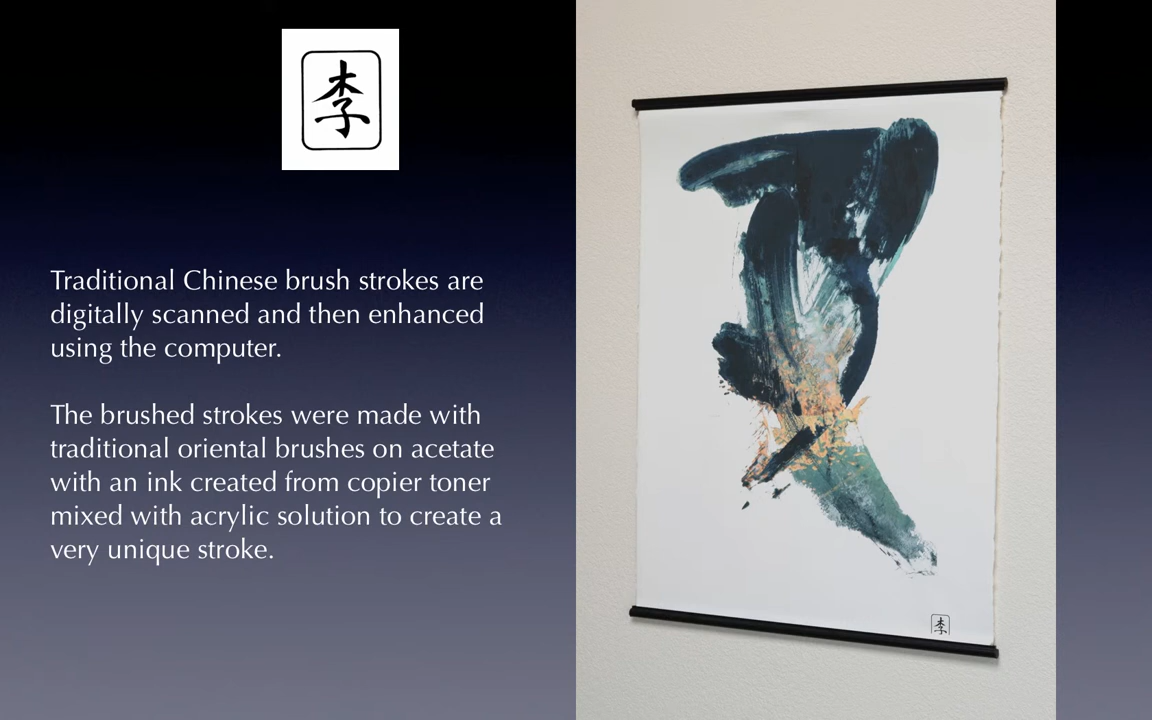 李
Traditional Chinese brush strokes are
digitally scanned and then enhanced
using the computer.
The brushed strokes were made with
traditional oriental brushes on acetate
with an ink created from copier toner
mixed with acrylic solution to create a
very unique stroke.
李